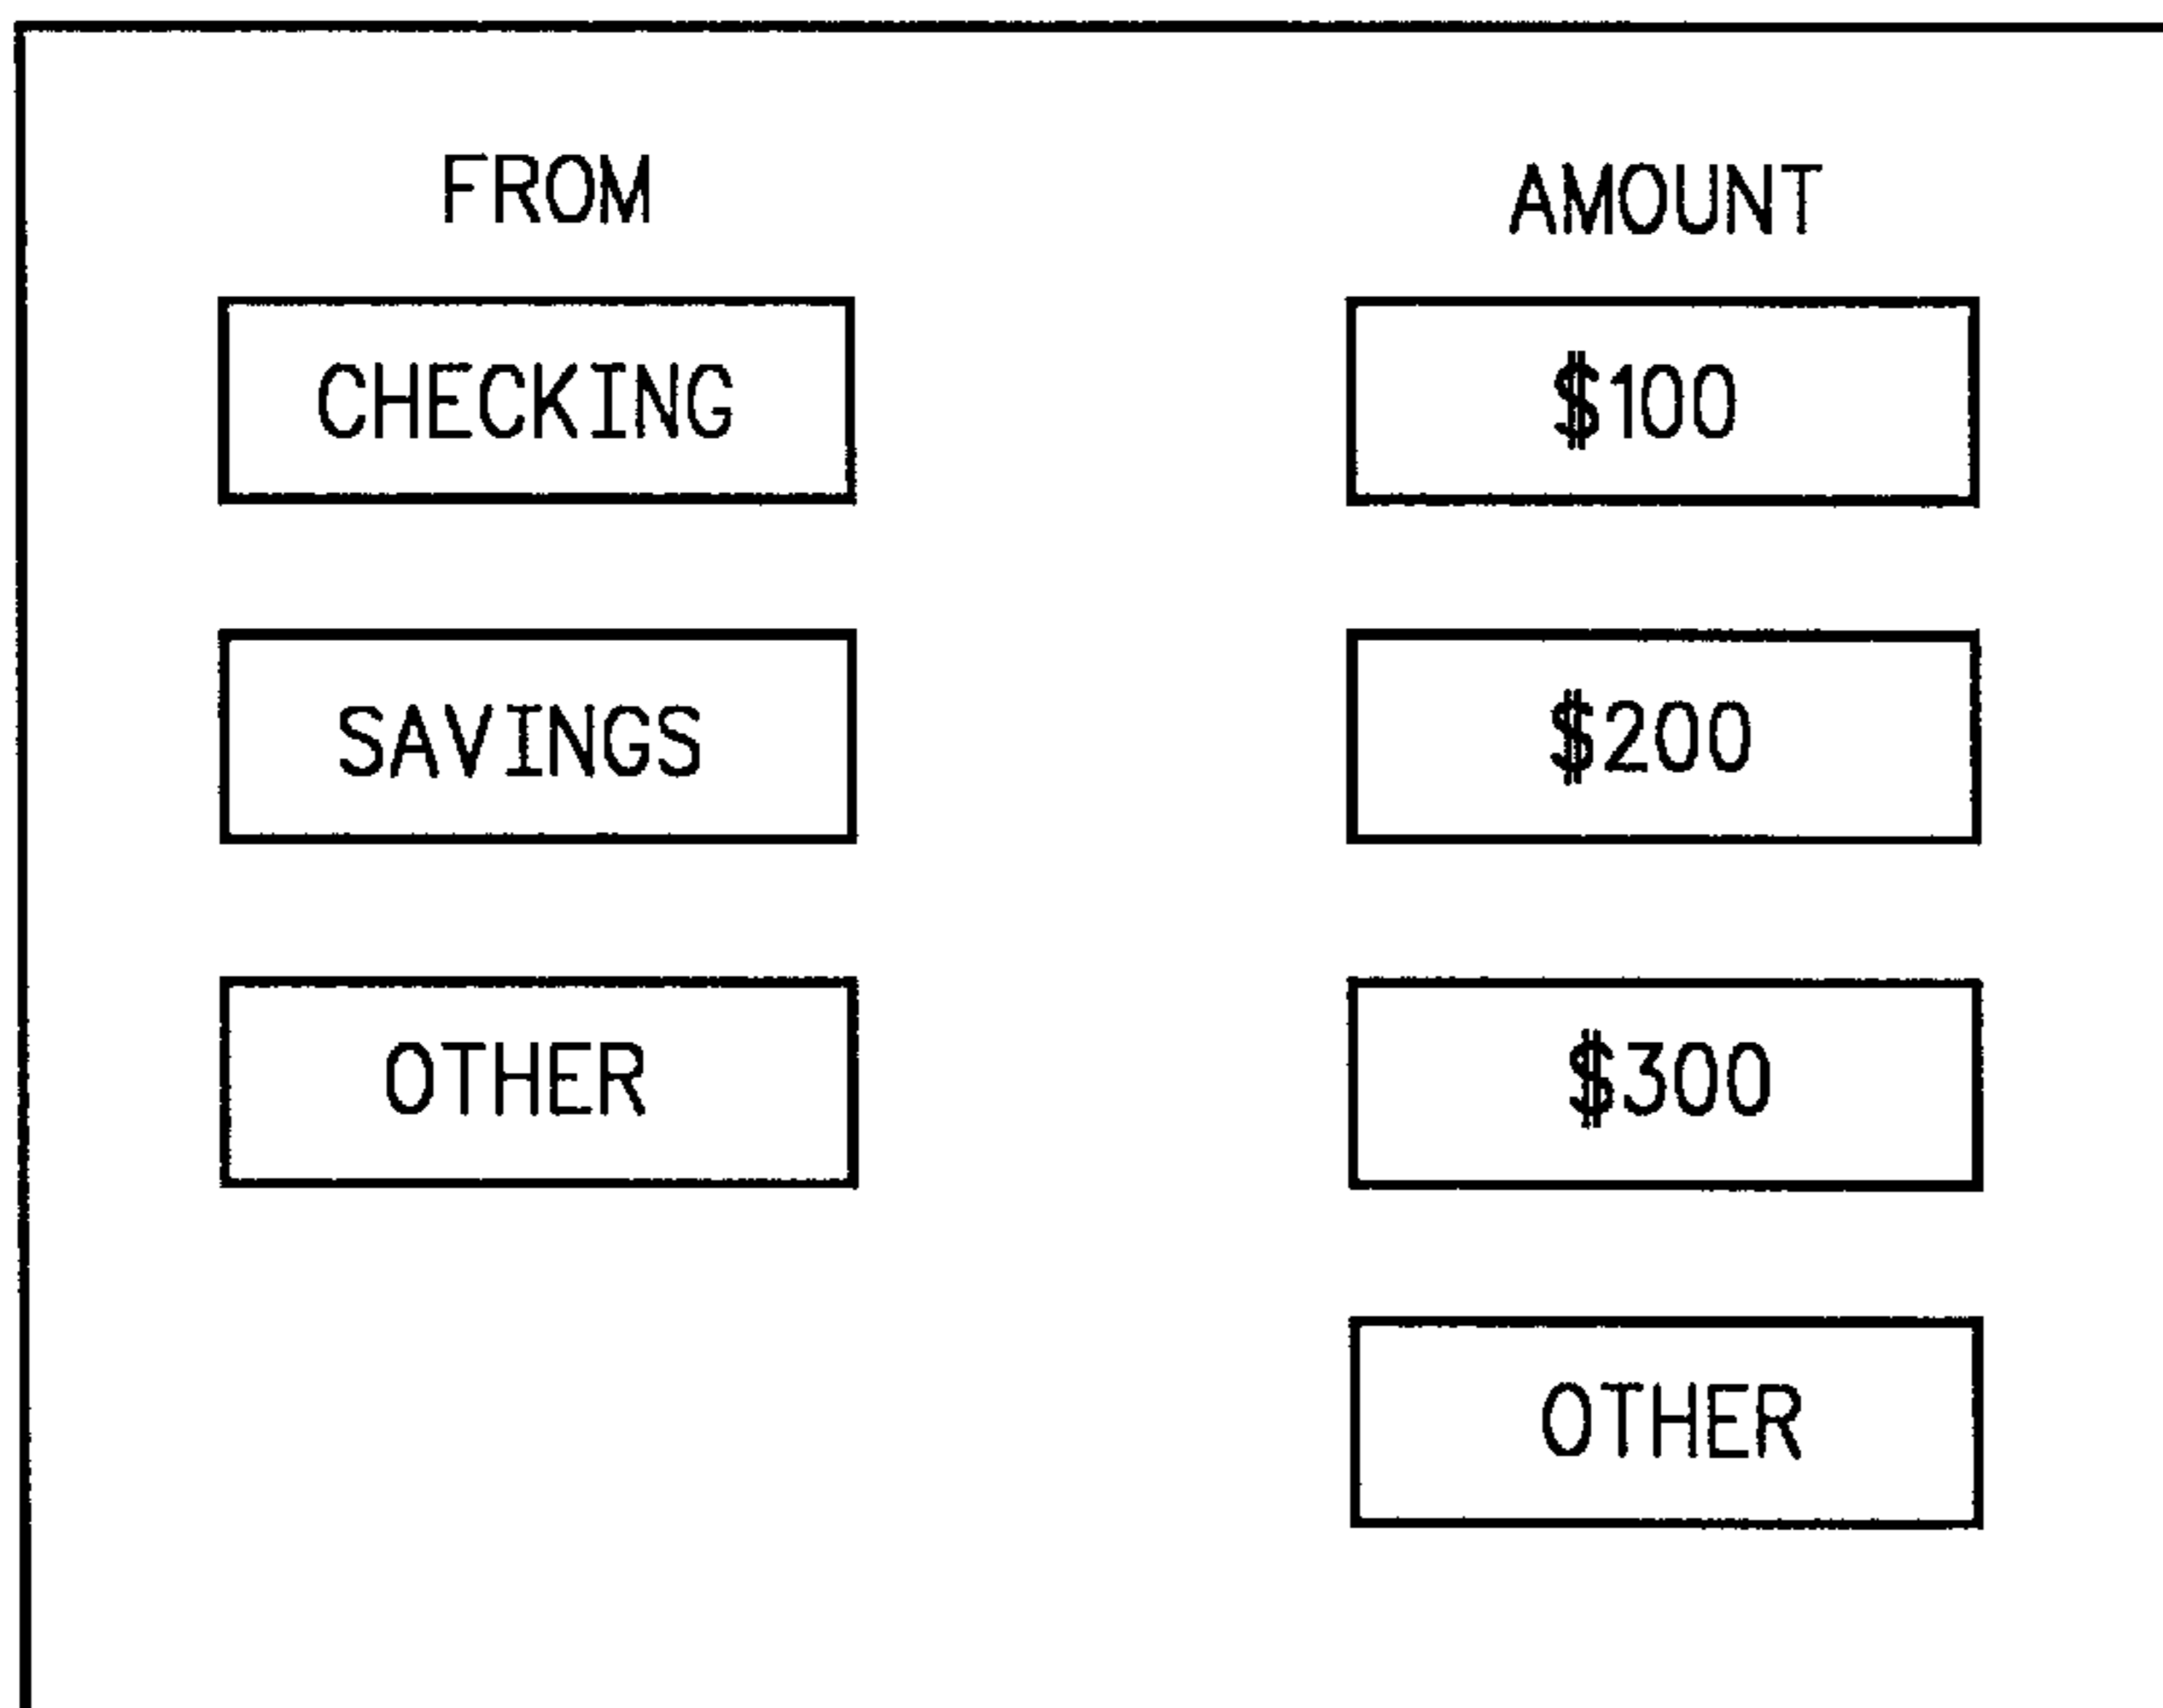 FROM
CHECKING
SAVINGS
OTHER
AMOUNT
$100
$200
$300
OTHER